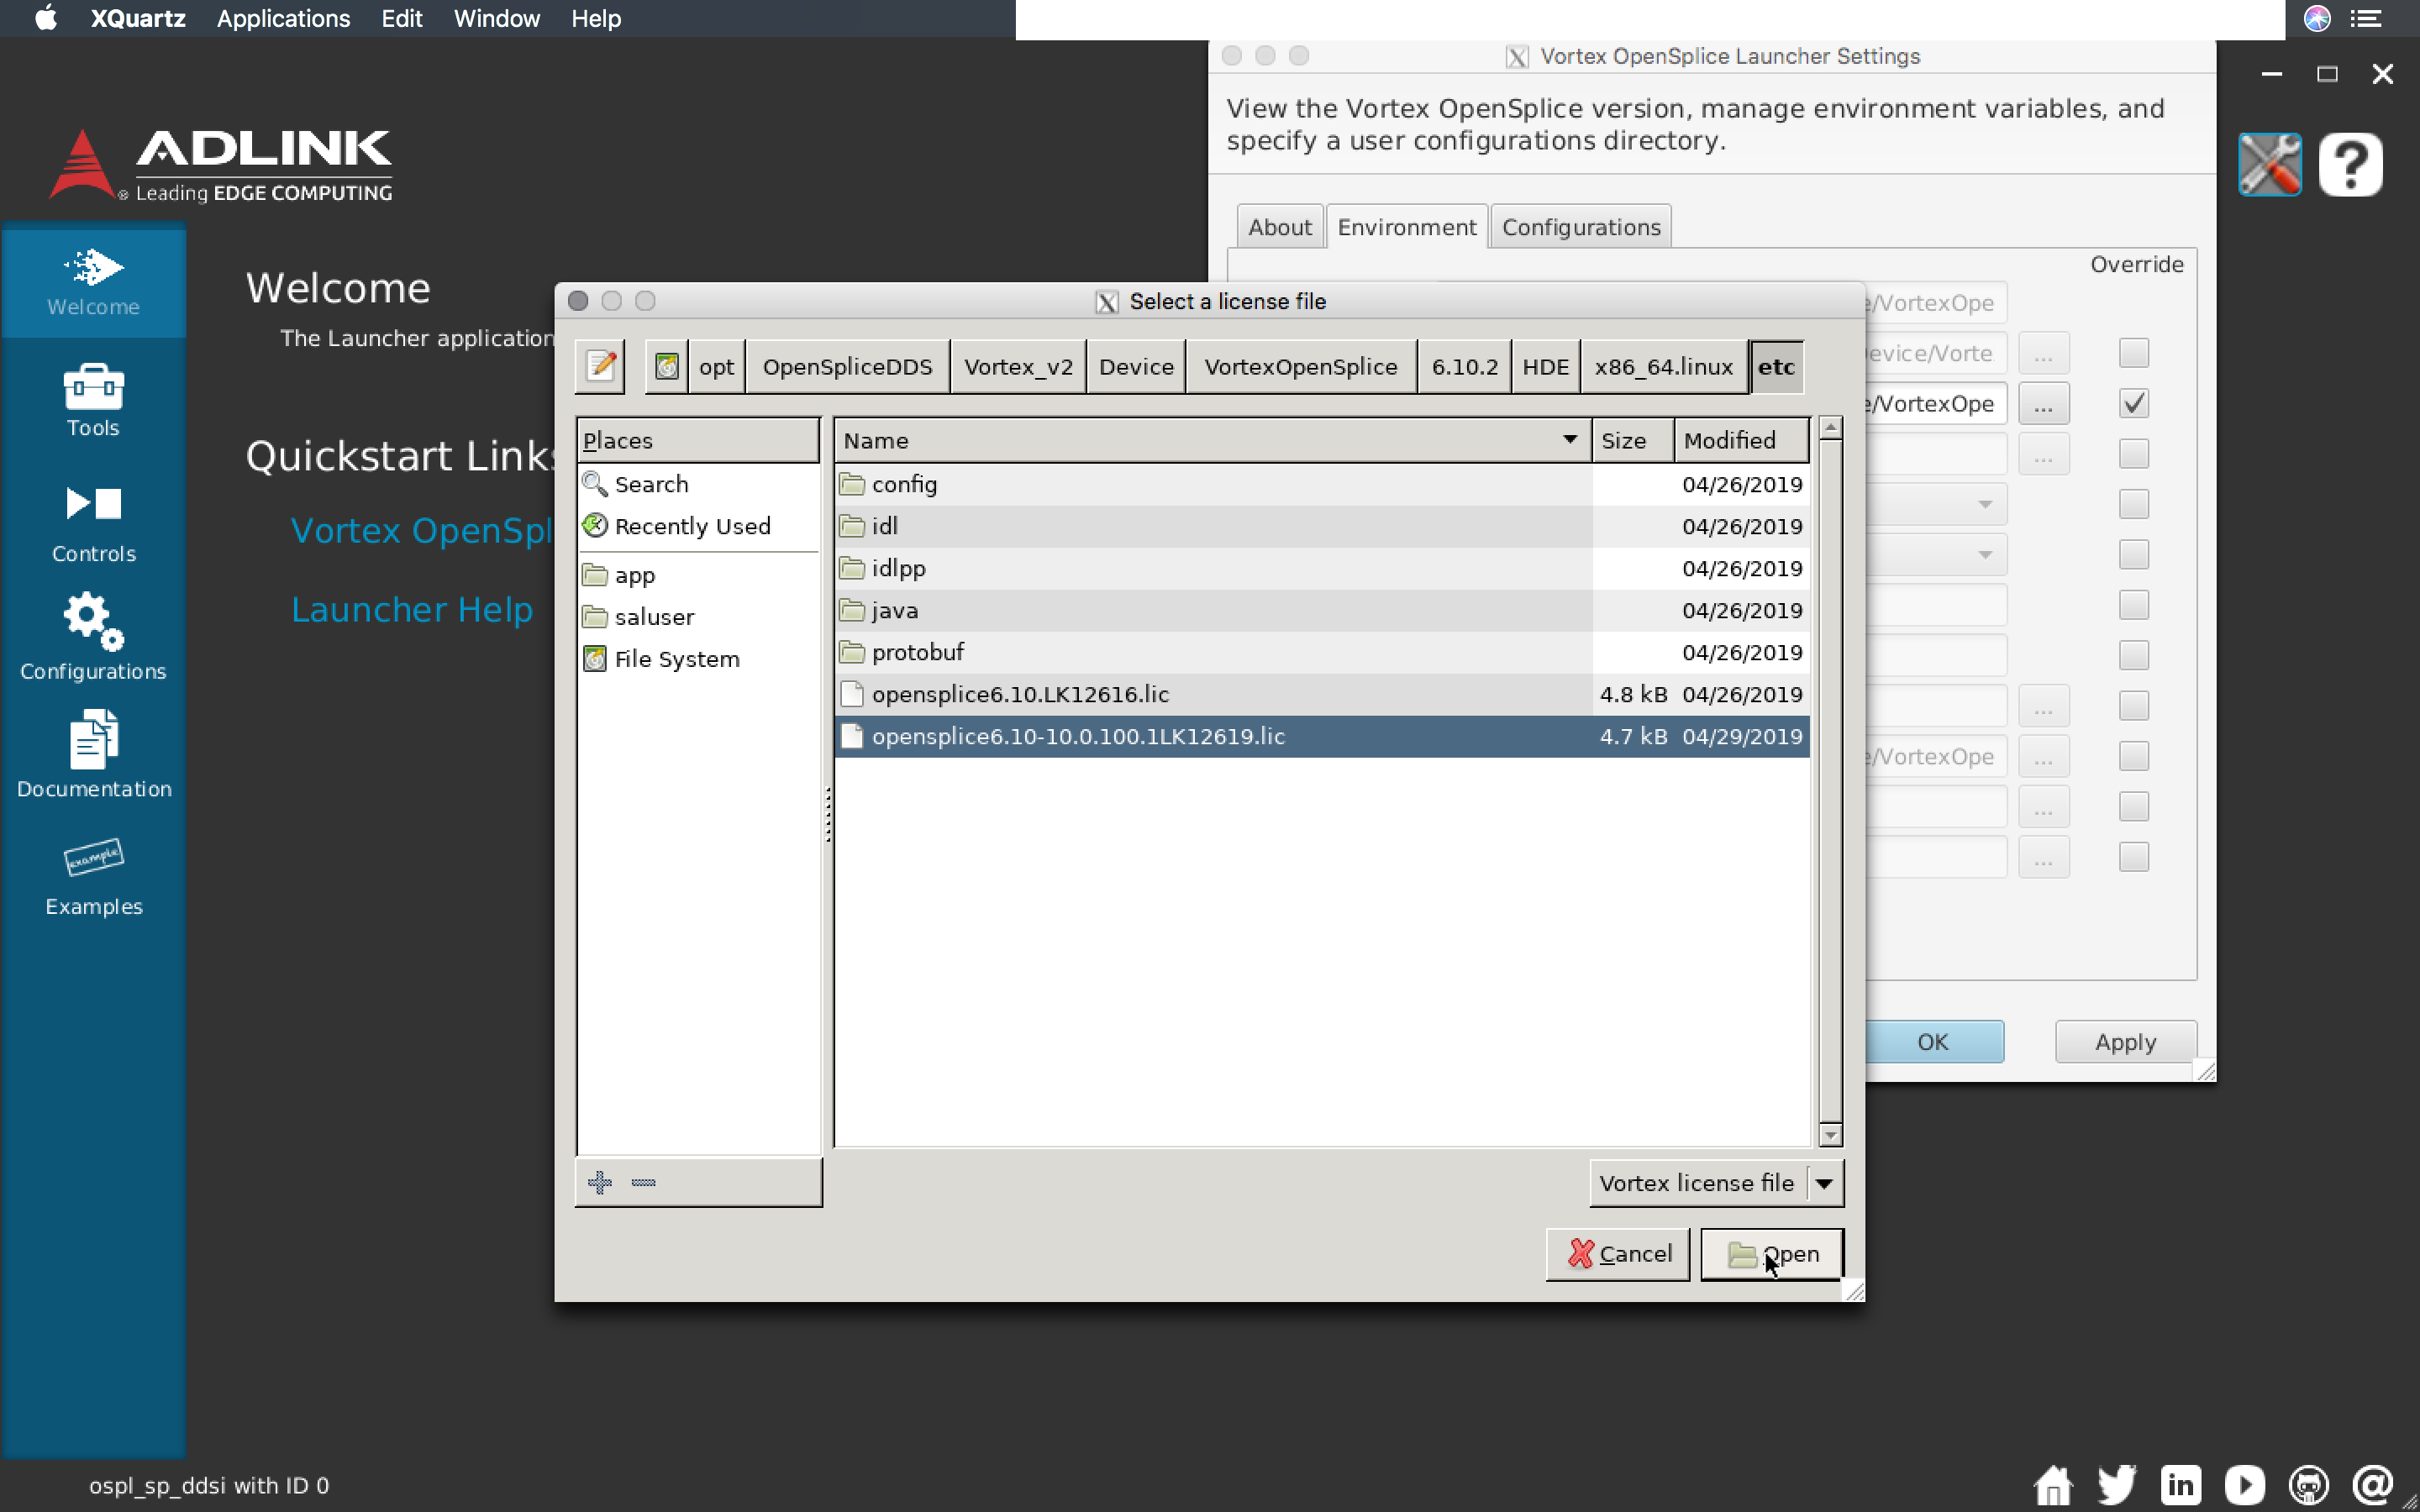 XQuartz Applications Edit Window Help
Vortex OpenSplice Launcher Settings
View the Vortex OpenSplice version, manage environment variables, and
specify a user configurations directory.
ADLINK
® Leading EDGE COMPUTING
About Environment Configurations
Override
Welcome
Welcome
The Launcher application
Tools
Quickstart Links
Vortex OpenSpl
Controls
Launcher Help
Configurations
Documentation
example
Examples
Select a license file
opt OpenSpliceDDS Vortex_v2 Device VortexOpenSplice 6.10.2 HDE x86_64.linux etc
Places
Search
Recently Used
app
saluser
File System
Name Size Modified
config 04/26/2019
idl 04/26/2019
idlpp 04/26/2019
java 04/26/2019
protobuf 04/26/2019
opensplice6.10.LK12616.lic 4.8 kB 04/26/2019
opensplice6.10-10.0.100.1LK12619.lic 4.7 kB 04/29/2019
Vortex license file
Cancel Open
e/VortexOpe
evice/Vorte ...
e/VortexOpe ...
...
...
e/VortexOpe ...
...
...
OK Apply
ospl_sp_ddsi with ID 0
in
@